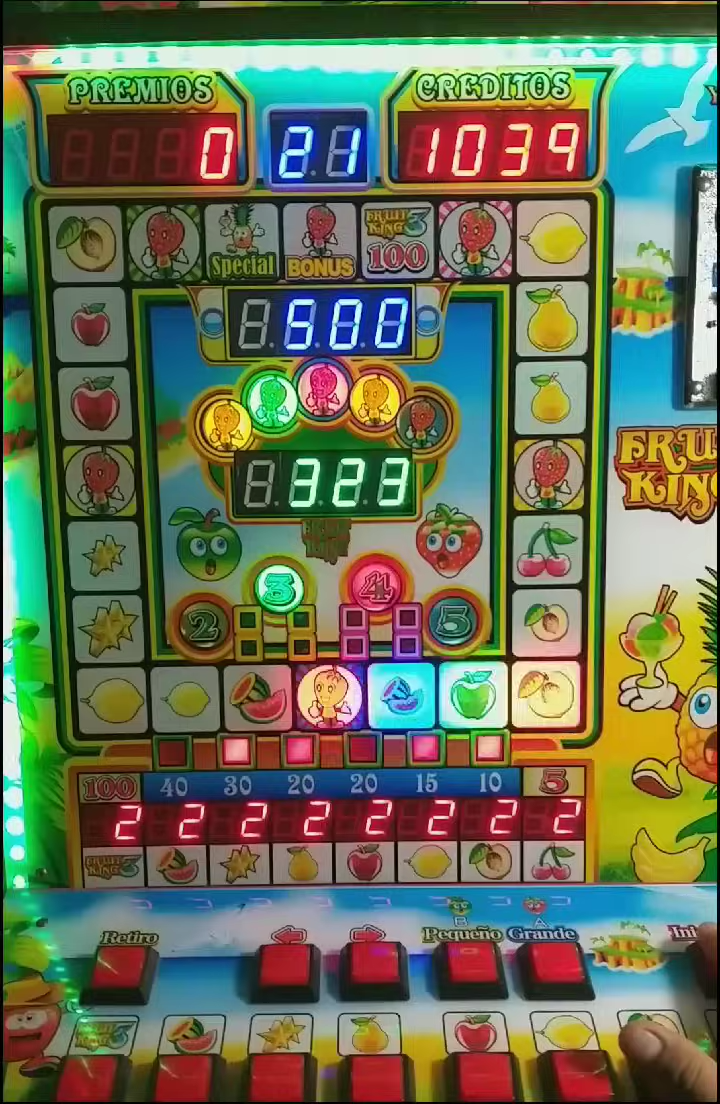 PREMIOS
CREDITOS
0
21
1039
Special
BONUS
FRUIT KING 3
100
500
323
FRUIT KING
3
4
2
5
100 40 30 20 20 15 10 5
2 2 2 2 2 2 2 2
FRUIT KING 3
Retiro
Pequeño
Grande